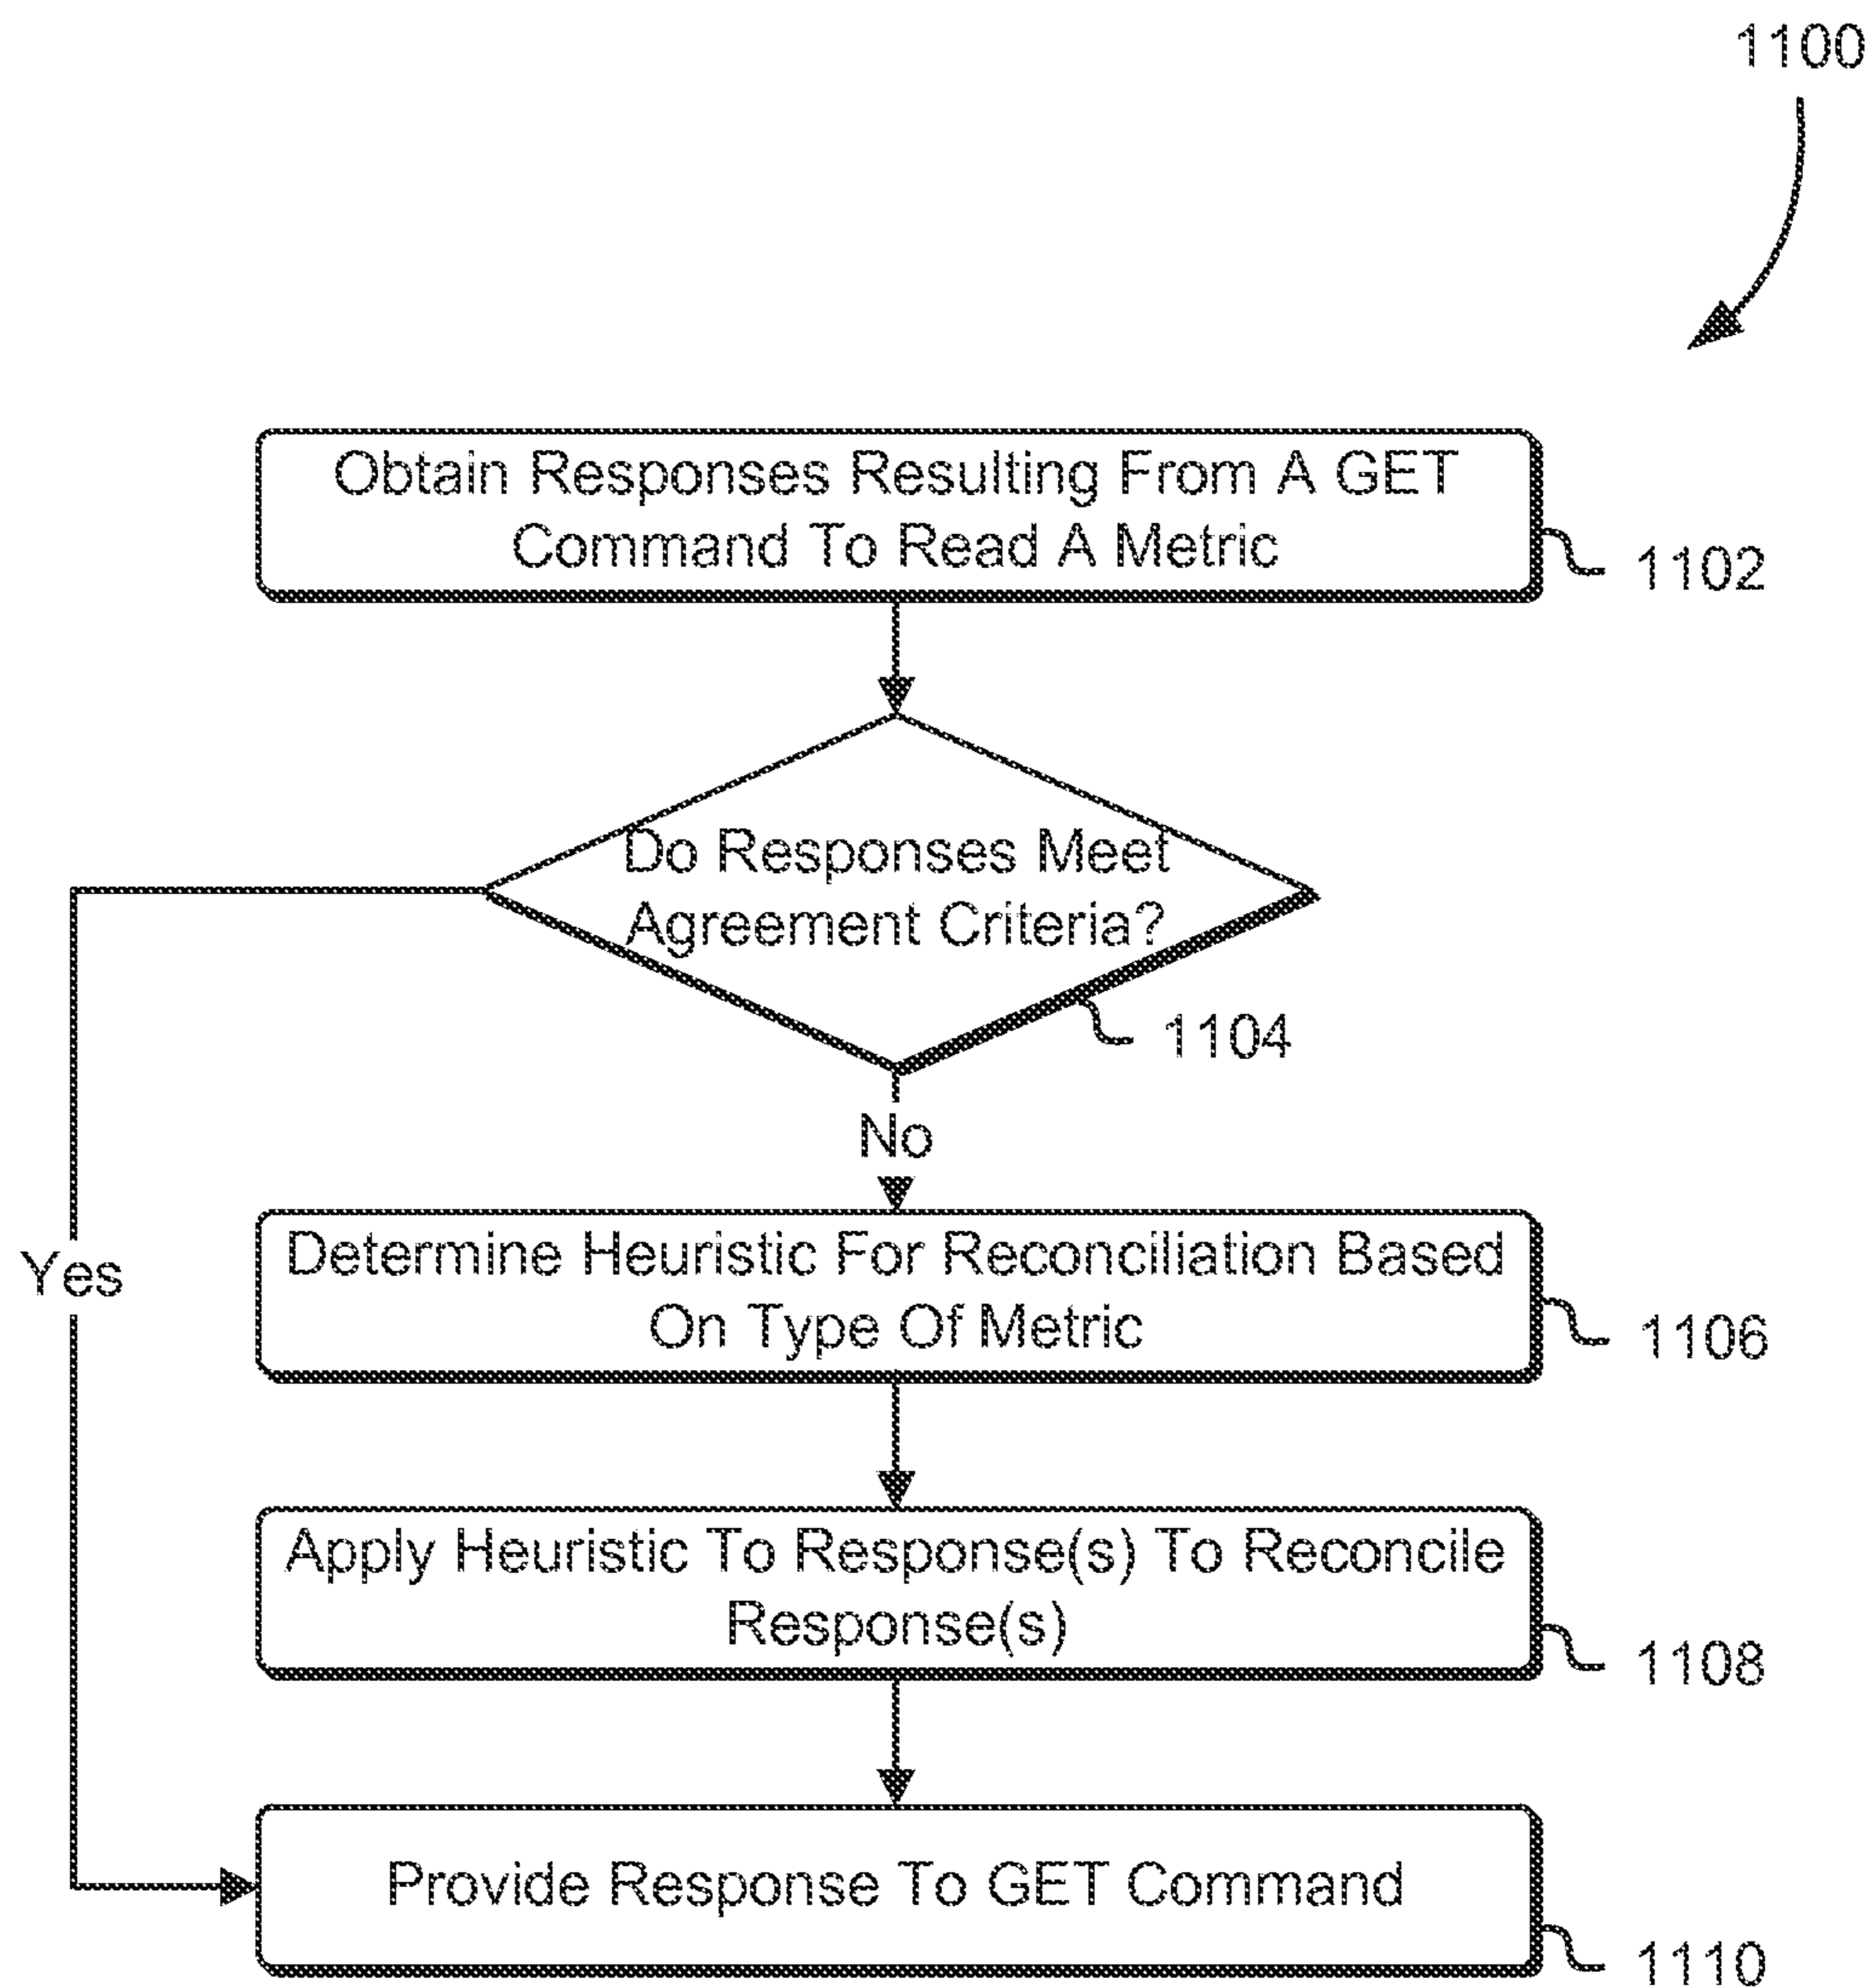 1100
Obtain Responses Resulting From A GET
Command To Read A Metric
1102
Do Responses Meet
Agreement Criteria?
1104
No
Yes
Determine Heuristic For Reconciliation Based
On Type Of Metric
1106
Apply Heuristic To Response(s) To Reconcile
Response(s)
1108
Provide Response To GET Command
1110